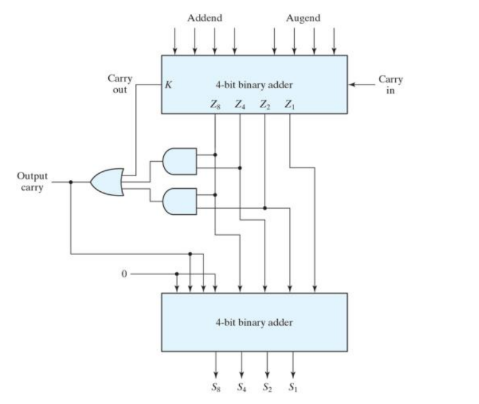 Addend Augend
Carry out
K 4-bit binary adder
Carry in
Z₈ Z₄ Z₂ Z₁
Output carry
0
4-bit binary adder
S₈ S₄ S₂ S₁